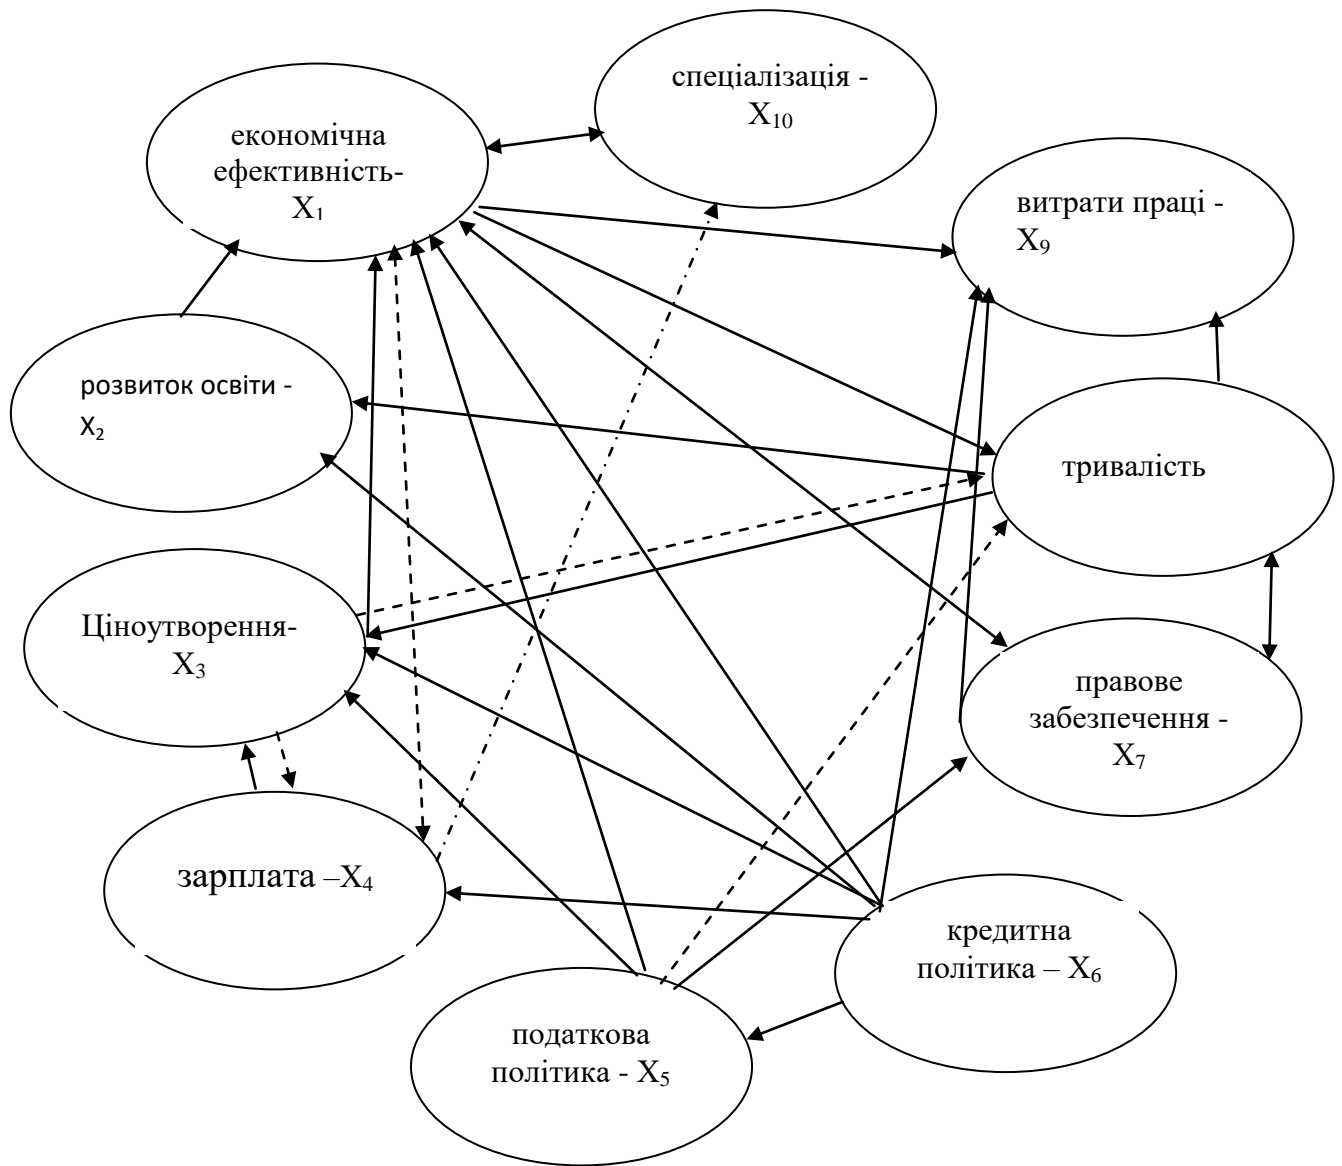 спеціалізація -
X10
економічна
ефективність-
X1
витрати праці -
X9
розвиток освіти -
X2
тривалість
Ціноутворення-
X3
правове
забезпечення -
X7
зарплата –X4
кредитна
політика – X6
податкова
політика - X5